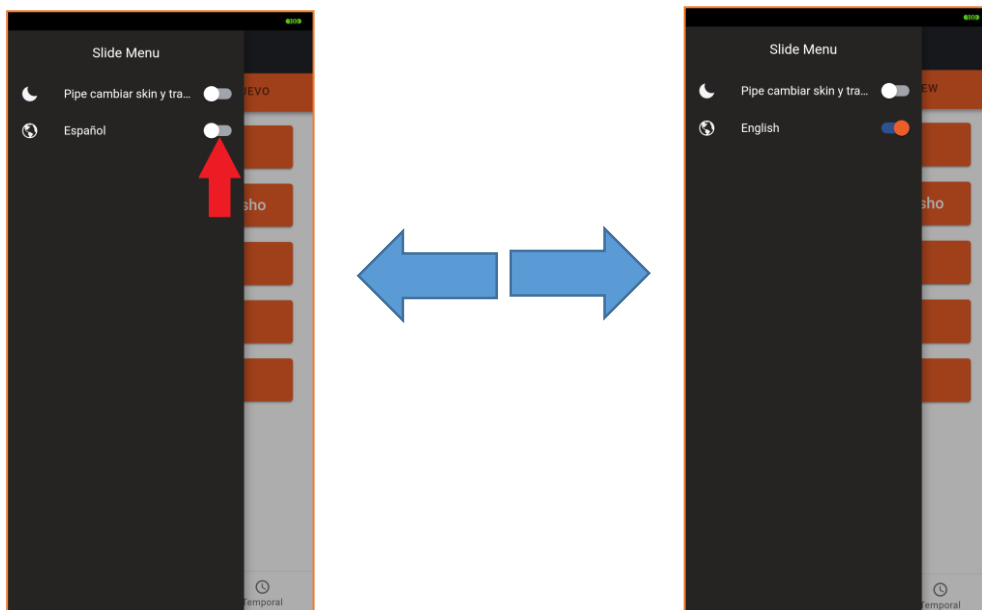 Slide Menu
Pipe cambiar skin y tra...
UEVO
Español
sho
Temporal
Slide Menu
Pipe cambiar skin y tra...
EW
English
sho
Temporal